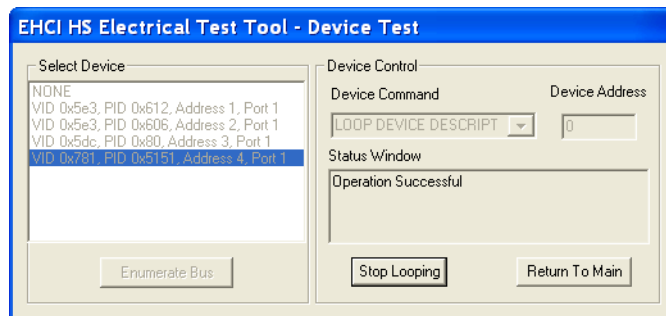 EHCI HS Electrical Test Tool - Device Test
Select Device
NONE
VID 0x5e3, PID 0x612, Address 1, Port 1
VID 0x5e3, PID 0x606, Address 2, Port 1
VID 0x5dc, PID 0x80, Address 3, Port 1
VID 0x781, PID 0x5151, Address 4, Port 1
Enumerate Bus
Device Control
Device Command
Device Address
LOOP DEVICE DESCRIPT
0
Status Window
Operation Successful
Stop Looping
Return To Main